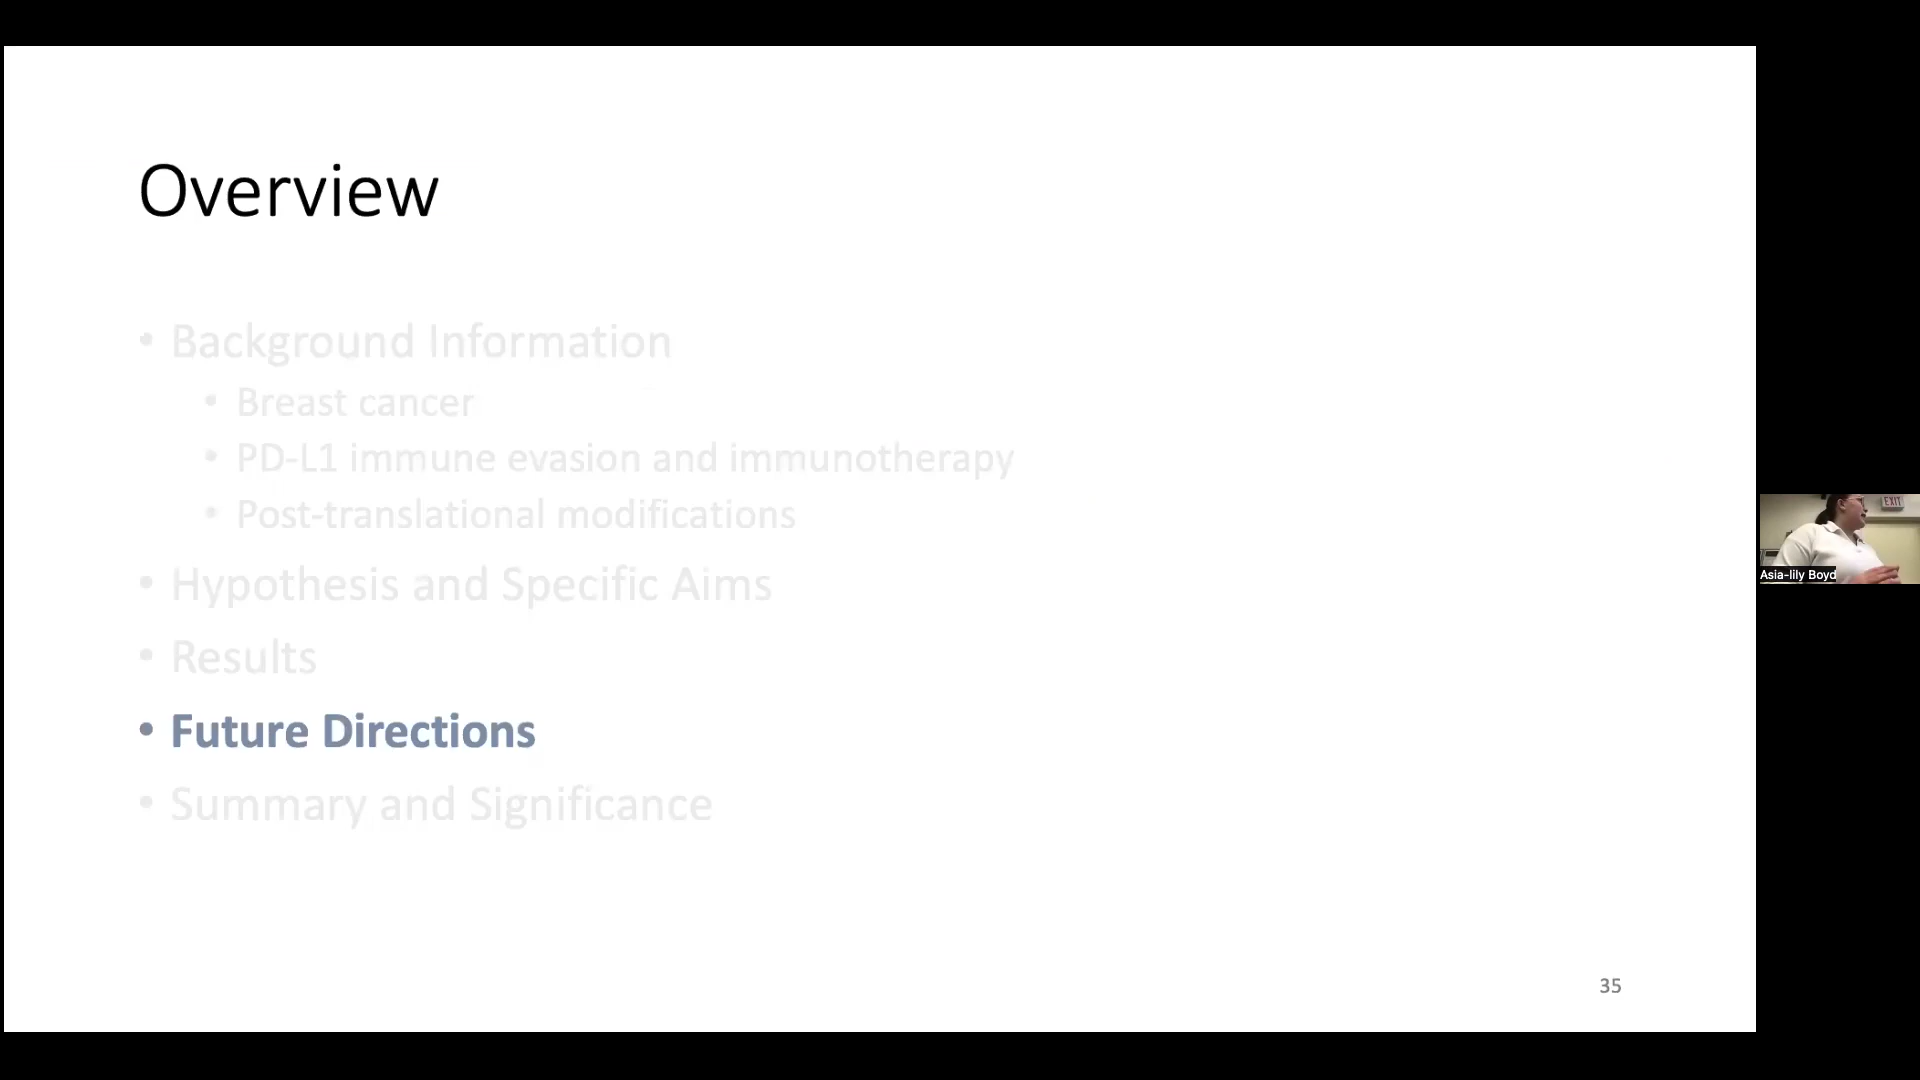 Overview
• Background Information
• Breast cancer
• PD-L1 immune evasion and immunotherapy
• Post-translational modifications
• Hypothesis and Specific Aims
• Results
• Future Directions
• Summary and Significance
35
EXIT
Asia-lily Boyd